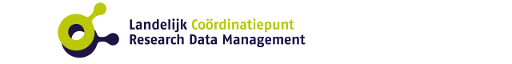 Landelijk Coördinatiepunt
Research Data Management